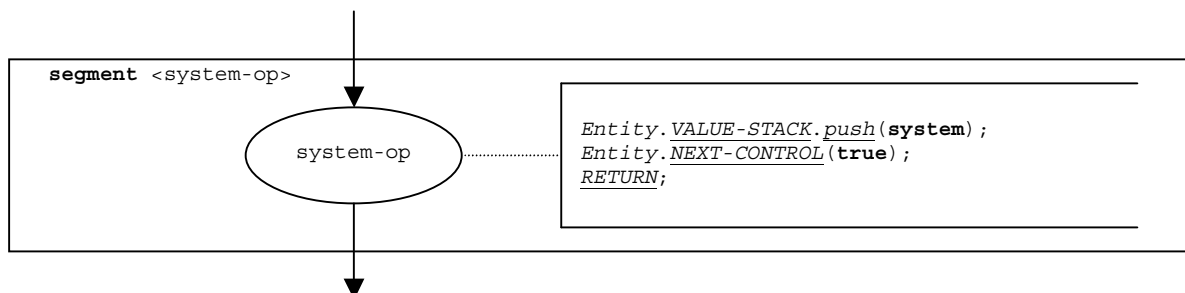 segment <system-op>
system-op
Entity.VALUE-STACK.push(system);
Entity.NEXT-CONTROL(true);
RETURN;